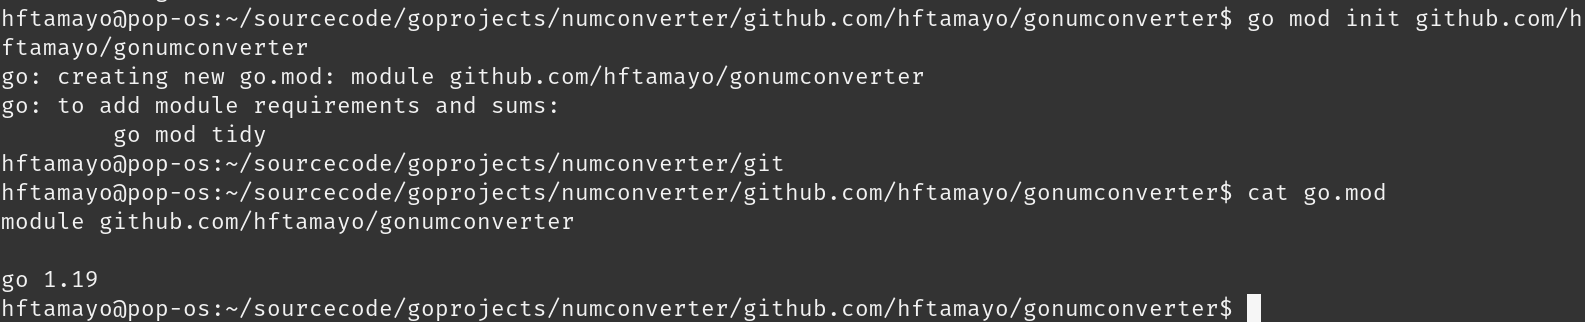 hftamayo@pop-os:~/sourcecode/goprojects/numconverter/github.com/hftamayo/gonumconverter$ go mod init github.com/h
ftamayo/gonumconverter
go: creating new go.mod: module github.com/hftamayo/gonumconverter
go: to add module requirements and sums:
        go mod tidy
hftamayo@pop-os:~/sourcecode/goprojects/numconverter/git
hftamayo@pop-os:~/sourcecode/goprojects/numconverter/github.com/hftamayo/gonumconverter$ cat go.mod
module github.com/hftamayo/gonumconverter
go 1.19
hftamayo@pop-os:~/sourcecode/goprojects/numconverter/github.com/hftamayo/gonumconverter$